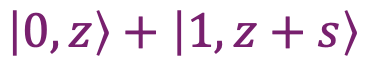 |0, z⟩ + |1, z + s⟩